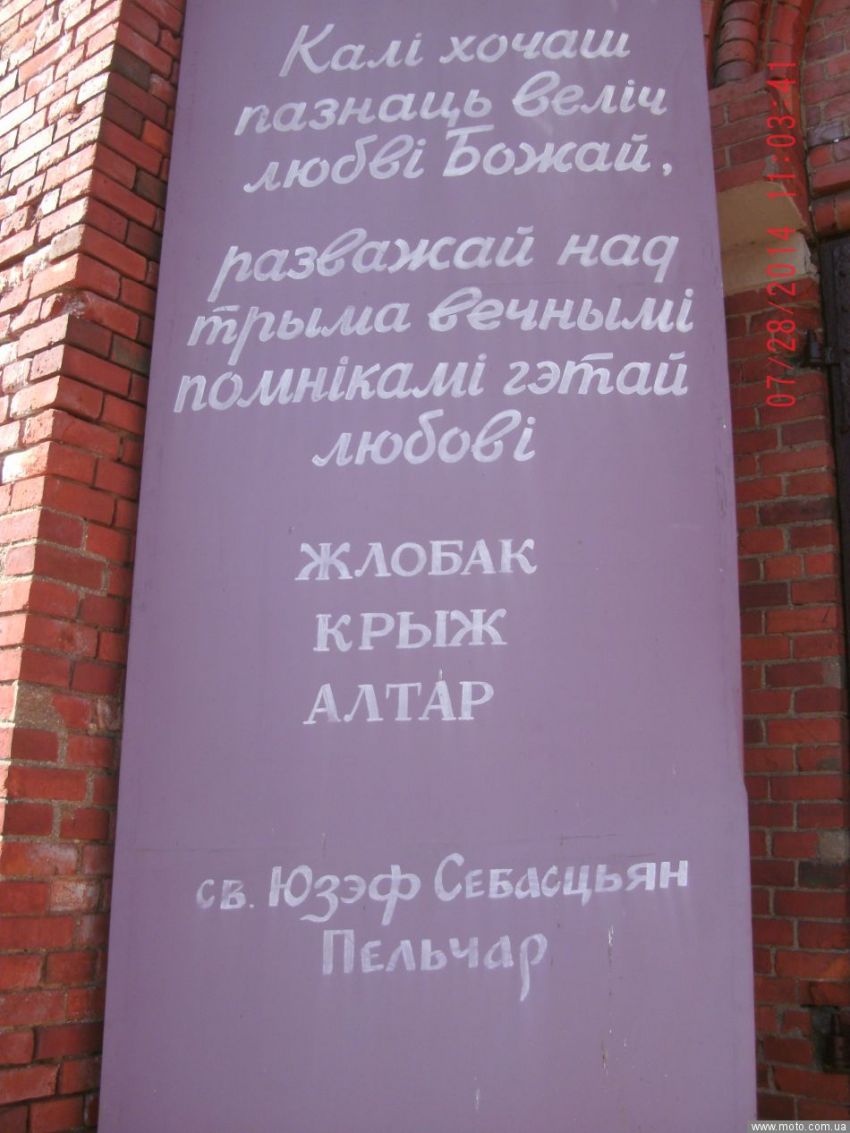 Калі хочаш
пазнаць веліч
любві Божай,
разважай над
трыма вечнымі
помнікамі гэтай
любові
ЖЛОБАК
КРЫЖ
АЛТАР
св. Юзэф Себасцьян
Пельчар
07/28/2014 11:03:41
www.moto.com.ua